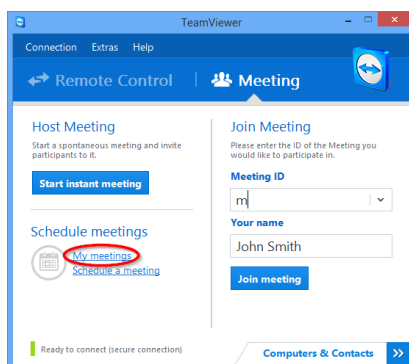 TeamViewer
Connection Extras Help
Remote Control
Meeting
Host Meeting
Start a spontaneous meeting and invite
participants to it.
Start instant meeting
Schedule meetings
My meetings
Schedule a meeting
Join Meeting
Please enter the ID of the Meeting you
would like to participate in.
Meeting ID
m
Your name
John Smith
Join meeting
Ready to connect (secure connection)
Computers & Contacts